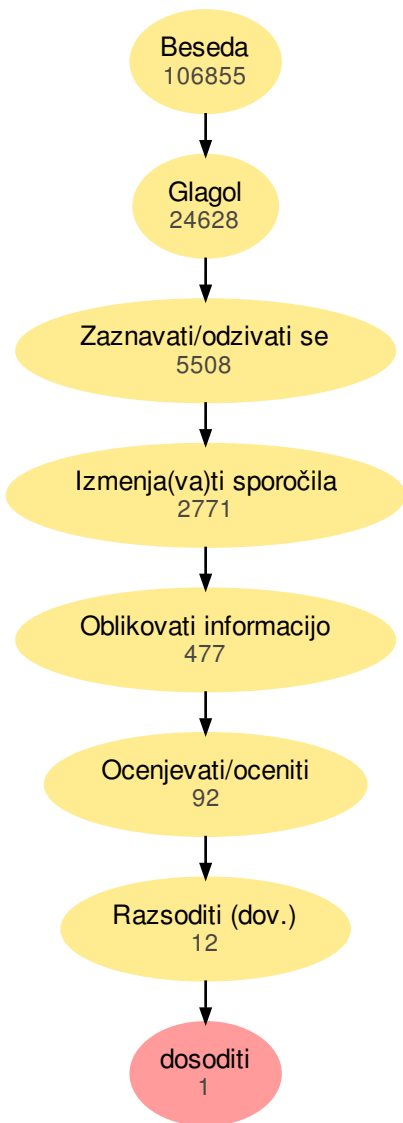 Beseda
106855
Glagol
24628
Zaznavati/odzivati se
5508
Izmenja(va)ti sporočila
2771
Oblikovati informacijo
477
Ocenjevati/oceniti
92
Razsoditi (dov.)
12
dosoditi
1